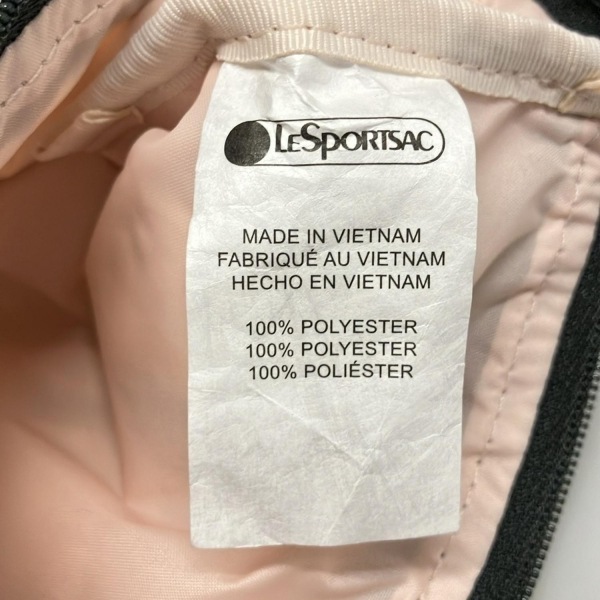 LESPORTSAC
MADE IN VIETNAM
FABRIQUÉ AU VIETNAM
HECHO EN VIETNAM
100% POLYESTER
100% POLYESTER
100% POLIÉSTER